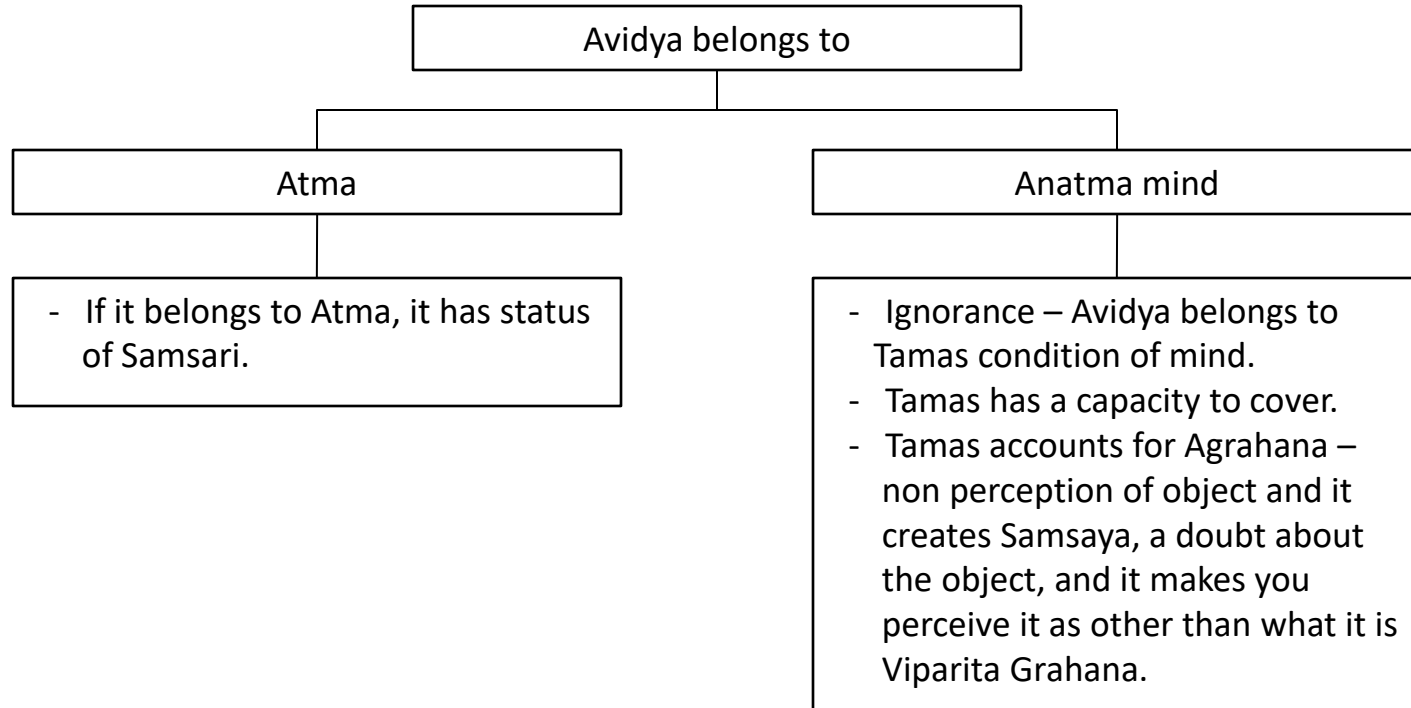 Avidya belongs to
Atma
Anatma mind
- If it belongs to Atma, it has status
of Samsari.
- Ignorance – Avidya belongs to
Tamas condition of mind.
- Tamas has a capacity to cover.
- Tamas accounts for Agrahana –
non perception of object and it
creates Samsaya, a doubt about
the object, and it makes you
perceive it as other than what it is
Viparita Grahana.